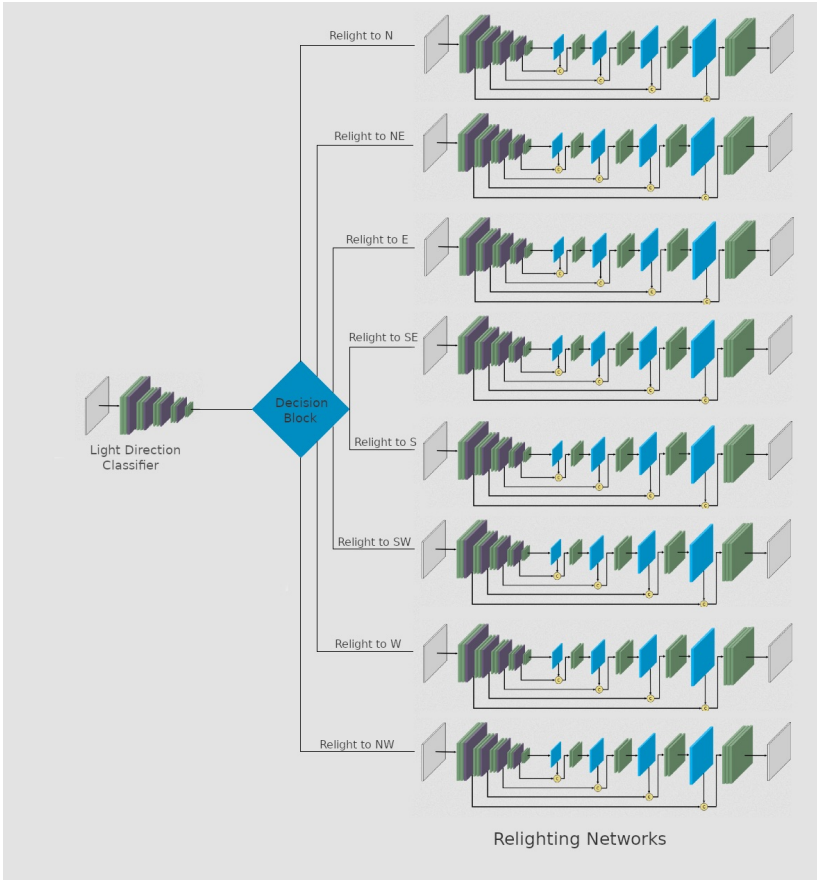 Relight to N
Relight to NE
Relight to E
Relight to SE
Decision
Block
Relight to S
Light Direction
Classifier
Relight to SW
Relight to W
Relight to NW
Relighting Networks